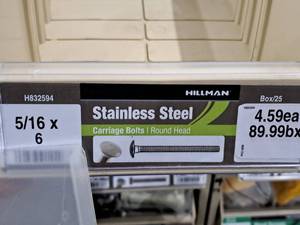 HILLMAN
H832594
Box/25
Stainless Steel
Carriage Bolts | Round Head
5/16 x
6
4.59ea
89.99bx